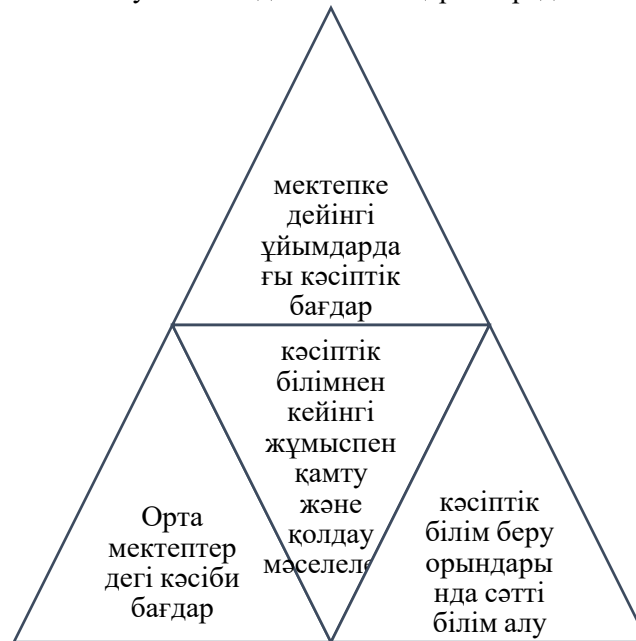 мектепке
дейінгі
ұйымдарда
ғы кәсіптік
бағдар
кәсіптік
білімнен
кейінгі
жұмыспен
қамту
және
қолдау
Орта
мектептер
дегі кәсіби
бағдар
кәсіптік
білім беру
орындары
нда сәтті
білім алу